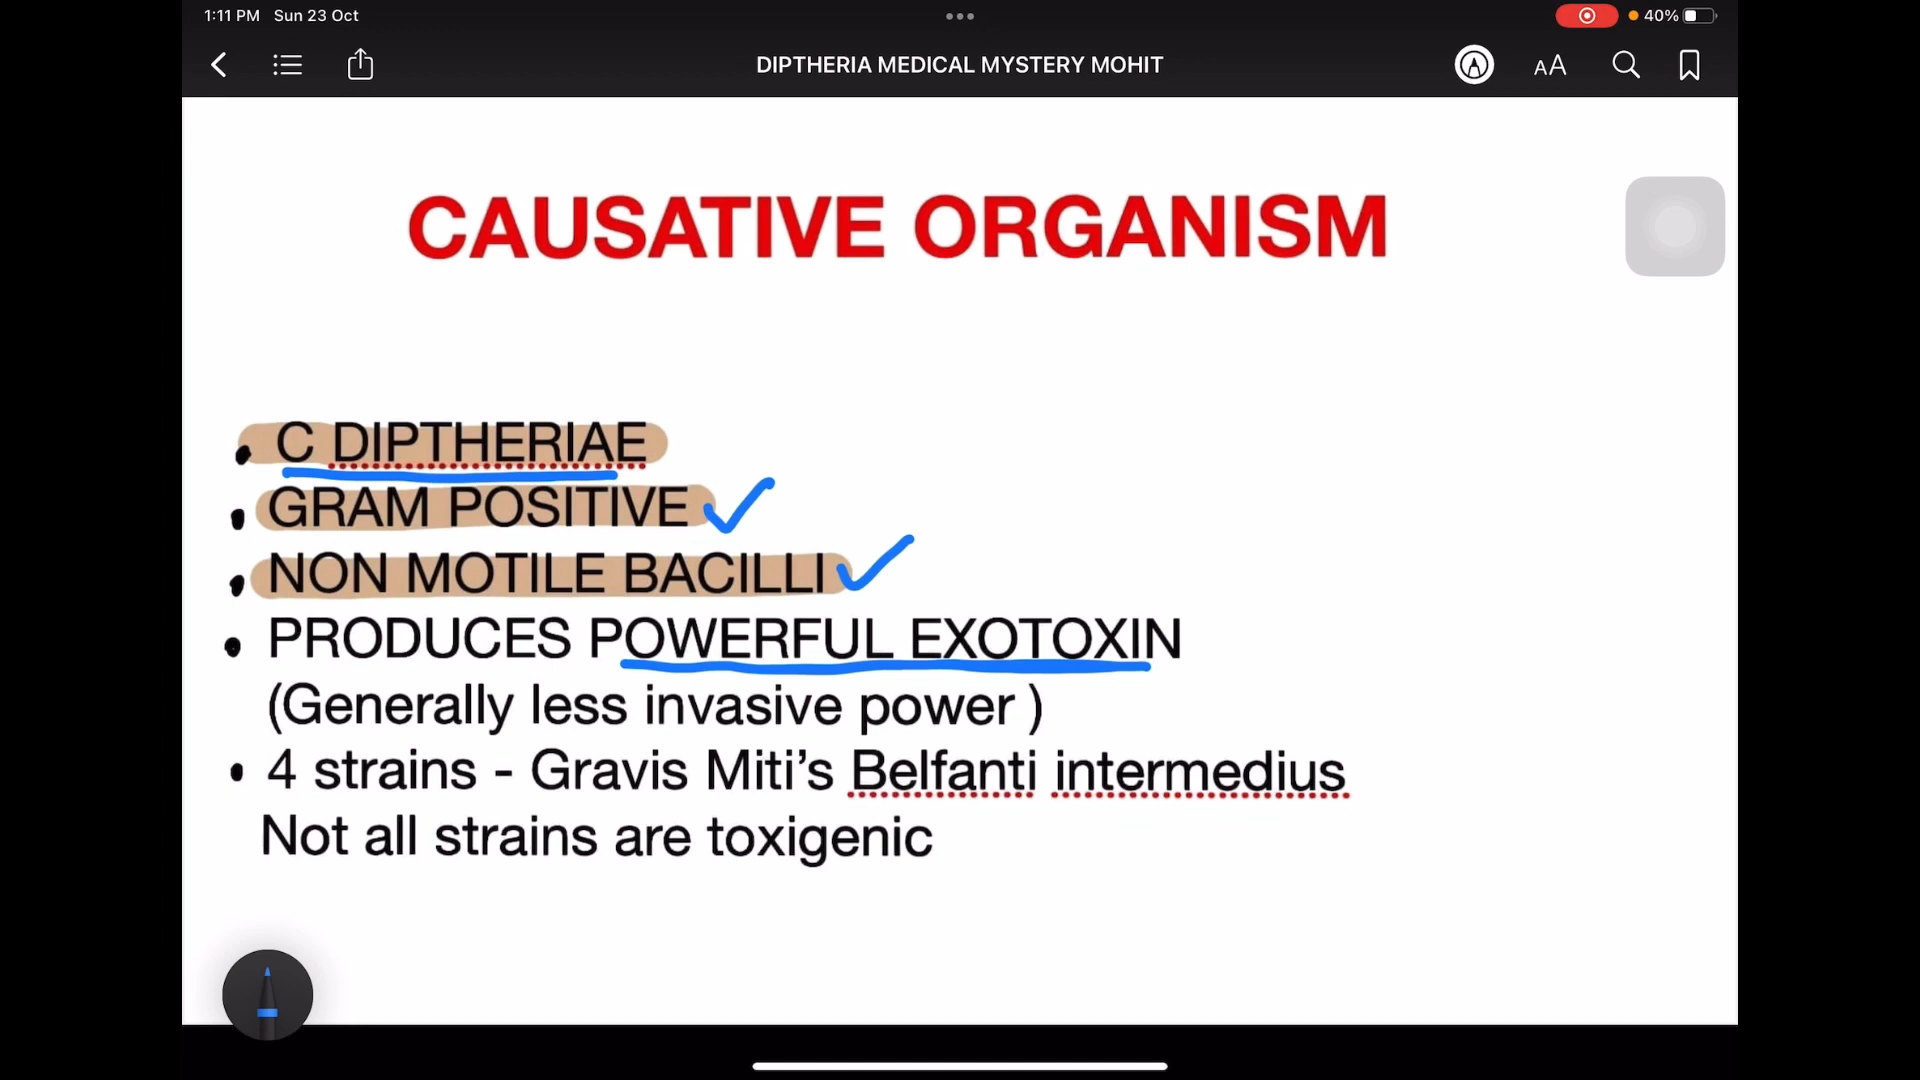 1:11 PM Sun 23 Oct
40%
DIPTHERIA MEDICAL MYSTERY MOHIT
AA
CAUSATIVE ORGANISM
• C DIPTHERIAE
• GRAM POSITIVE
• NON MOTILE BACILLI
• PRODUCES POWERFUL EXOTOXIN
(Generally less invasive power )
• 4 strains - Gravis Miti’s Belfanti intermedius
Not all strains are toxigenic